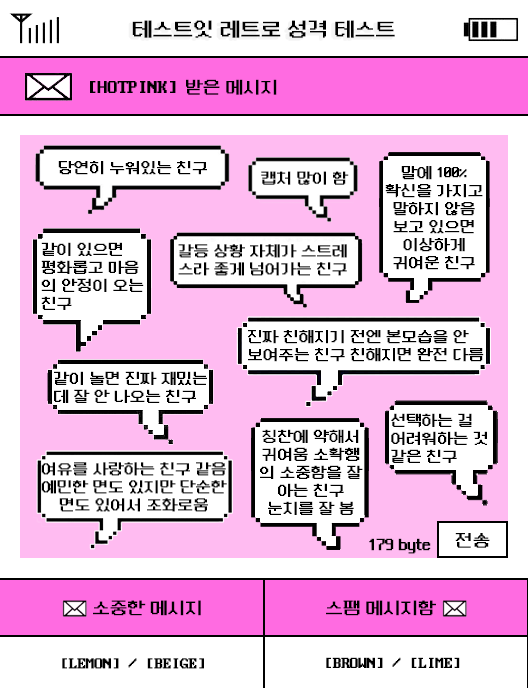 테스트잇 레트로 성격 테스트
[HOTPINK] 받은 메시지
당연히 누워있는 친구
캡처 많이 함
말에 100%
확신을 가지고
말하지 않음
보고 있으면
이상하게
귀여운 친구
같이 있으면
평화롭고 마음
의 안정이 오는
친구
갈등 상황 자체가 스트레
스라 좋게 넘어가는 친구
진짜 친해지기 전엔 본모습을 안
보여주는 친구 친해지면 완전 다름
같이 놀면 진짜 재밌는
데 잘 안 나오는 친구
선택하는 걸
어려워하는 것
같은 친구
칭찬에 약해서
귀여움 소확행
의 소중함을 잘
아는 친구
눈치를 잘 봄
여유를 사랑하는 친구 같음
예민한 면도 있지만 단순한
면도 있어서 조화로움
179 byte
전송
소중한 메시지
스팸 메시지함
[LEMON] / [BEIGE]
[BROWN] / [LIME]